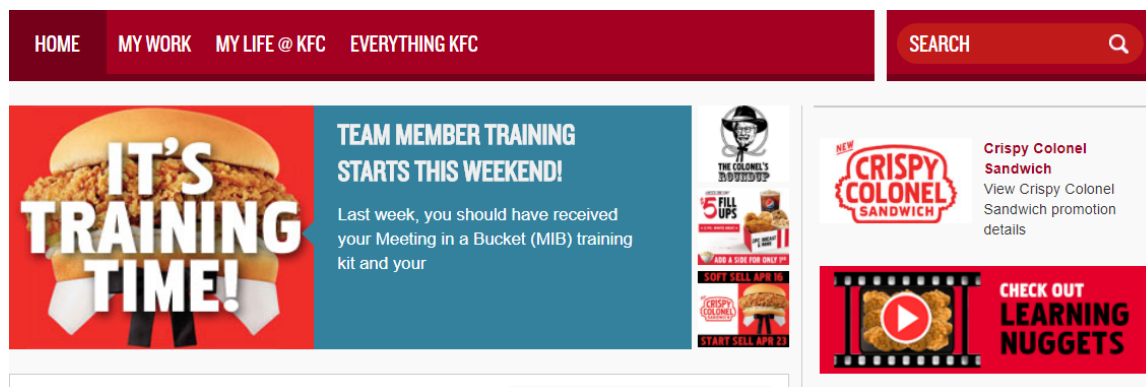 HOME
MY WORK
MY LIFE @ KFC
EVERYTHING KFC
SEARCH
IT'S
TRAINING
TIME!
TEAM MEMBER TRAINING
STARTS THIS WEEKEND!
Last week, you should have received
your Meeting in a Bucket (MIB) training
kit and your
THE COLONEL'S
ROUNDUP
$5 FILL
UPS
ADD A SIDE FOR ONLY
SOFT SELL APR 16
CRISPY
COLONEL
START SELL APR 23
NEW
CRISPY
COLONEL
SANDWICH
Crispy Colonel
Sandwich
View Crispy Colonel
Sandwich promotion
details
CHECK OUT
LEARNING
NUGGETS